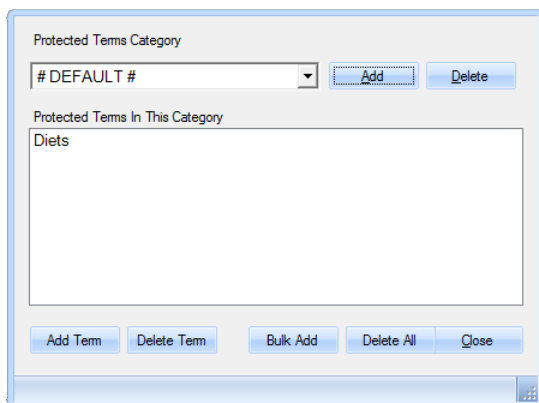 Protected Terms Category
# DEFAULT #
Add
Delete
Protected Terms In This Category
Diets
Add Term
Delete Term
Bulk Add
Delete All
Close